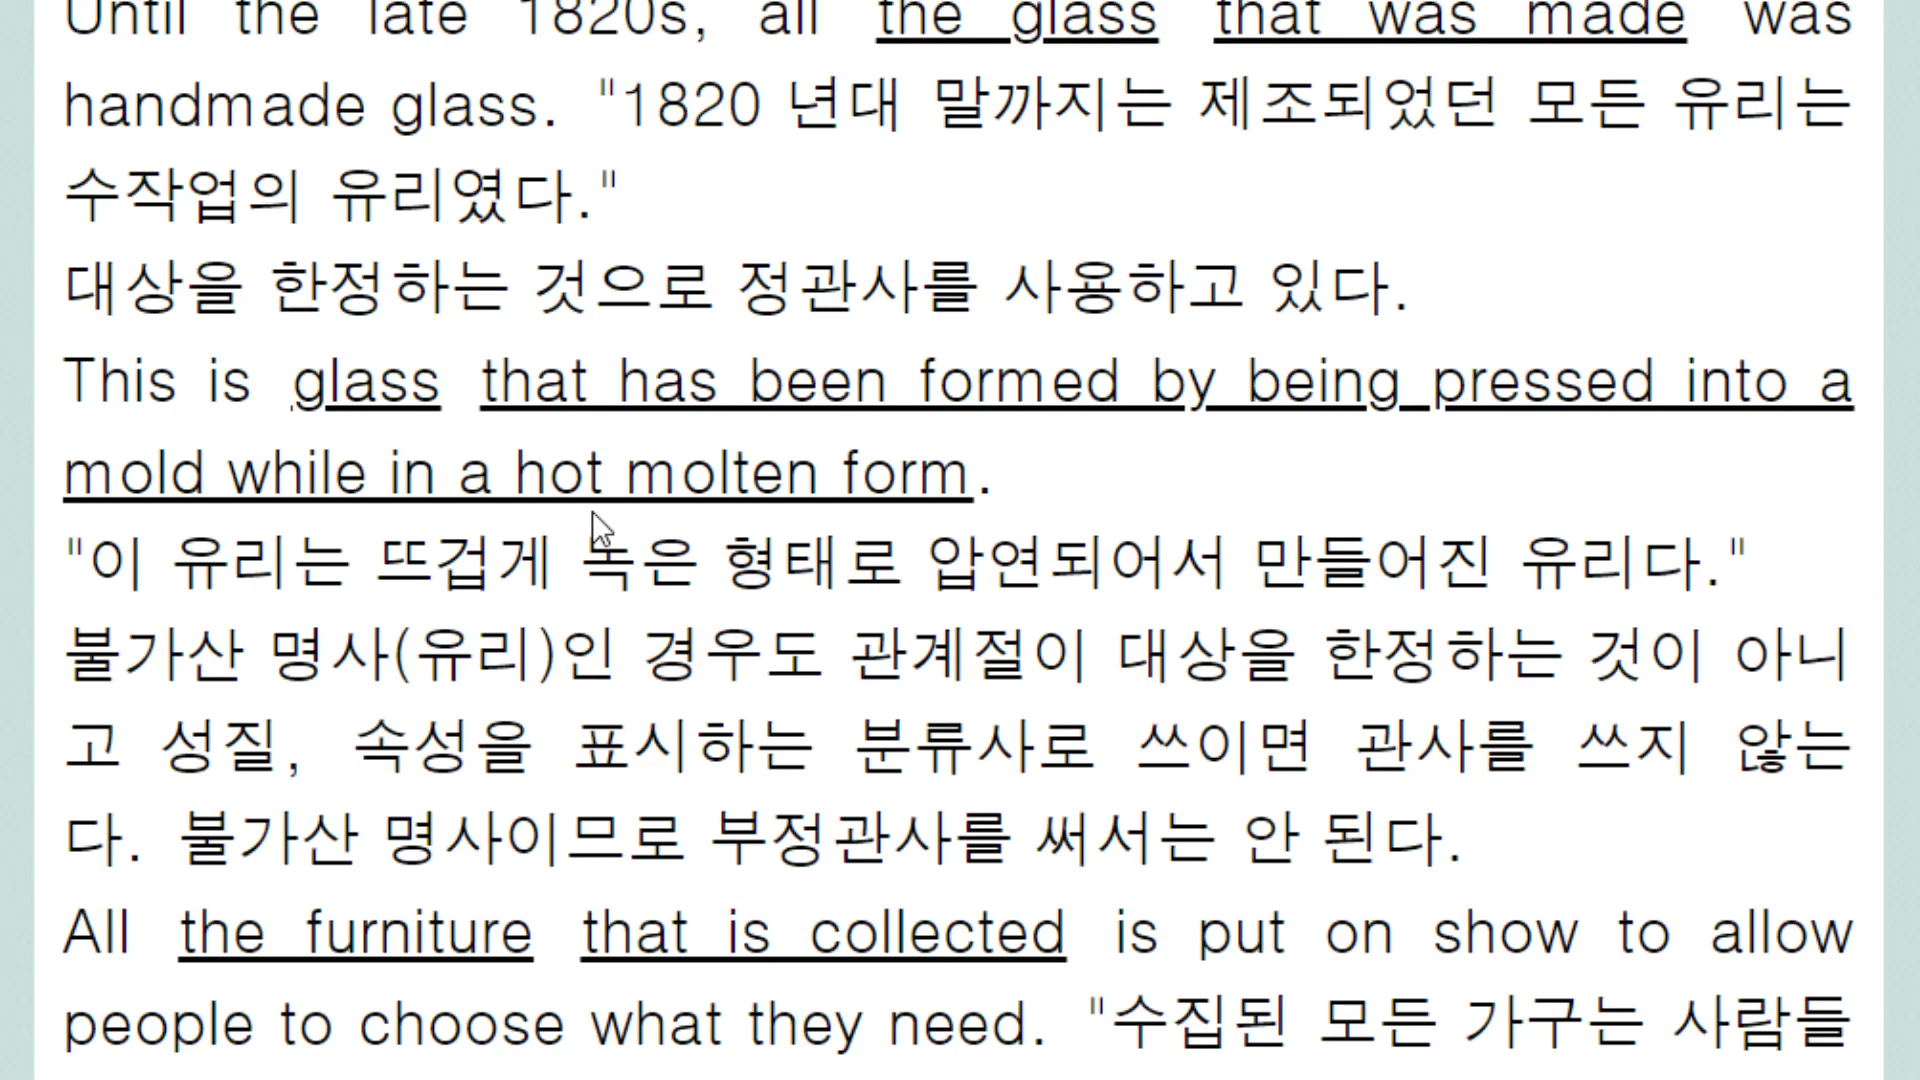 Until the late 1820s, all the glass that was made was
handmade glass. "1820 년대 말까지는 제조되었던 모든 유리는
수작업의 유리였다."
대상을 한정하는 것으로 정관사를 사용하고 있다.
This is glass that has been formed by being pressed into a
mold while in a hot molten form.
"이 유리는 뜨겁게 녹은 형태로 압연되어서 만들어진 유리다."
불가산 명사(유리)인 경우도 관계절이 대상을 한정하는 것이 아니
고 성질, 속성을 표시하는 분류사로 쓰이면 관사를 쓰지 않는
다. 불가산 명사이므로 부정관사를 써서는 안 된다.
All the furniture that is collected is put on show to allow
people to choose what they need. "수집된 모든 가구는 사람들